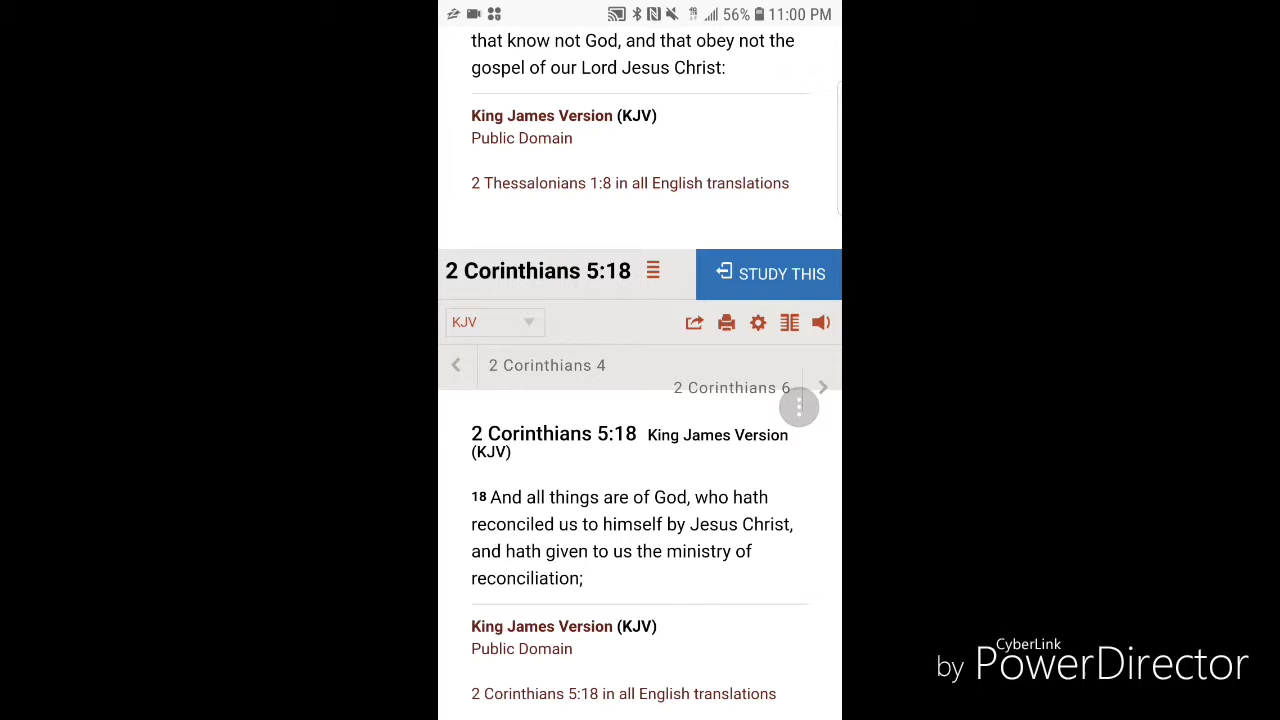 56% 11:00 PM
that know not God, and that obey not the
gospel of our Lord Jesus Christ:
King James Version (KJV)
Public Domain
2 Thessalonians 1:8 in all English translations
2 Corinthians 5:18
STUDY THIS
KJV
2 Corinthians 4
2 Corinthians 6
2 Corinthians 5:18 King James Version
(KJV)
18 And all things are of God, who hath
reconciled us to himself by Jesus Christ,
and hath given to us the ministry of
reconciliation;
King James Version (KJV)
Public Domain
2 Corinthians 5:18 in all English translations
CyberLink
by PowerDirector